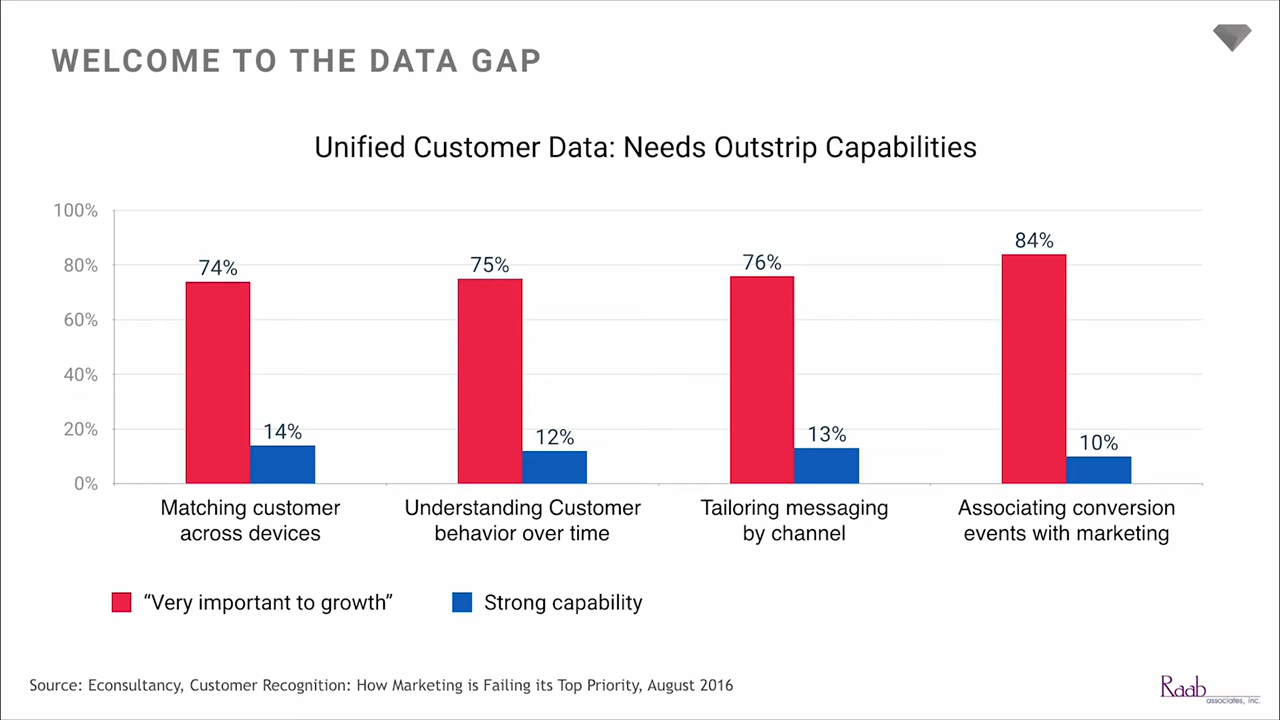 WELCOME TO THE DATA GAP
Unified Customer Data: Needs Outstrip Capabilities
100%
80%
60%
40%
20%
0%
74%
14%
75%
12%
76%
13%
84%
10%
Matching customer
across devices
Understanding Customer
behavior over time
Tailoring messaging
by channel
Associating conversion
events with marketing
“Very important to growth”
Strong capability
Source: Econsultancy, Customer Recognition: How Marketing is Failing its Top Priority, August 2016
Raab
associates, inc.